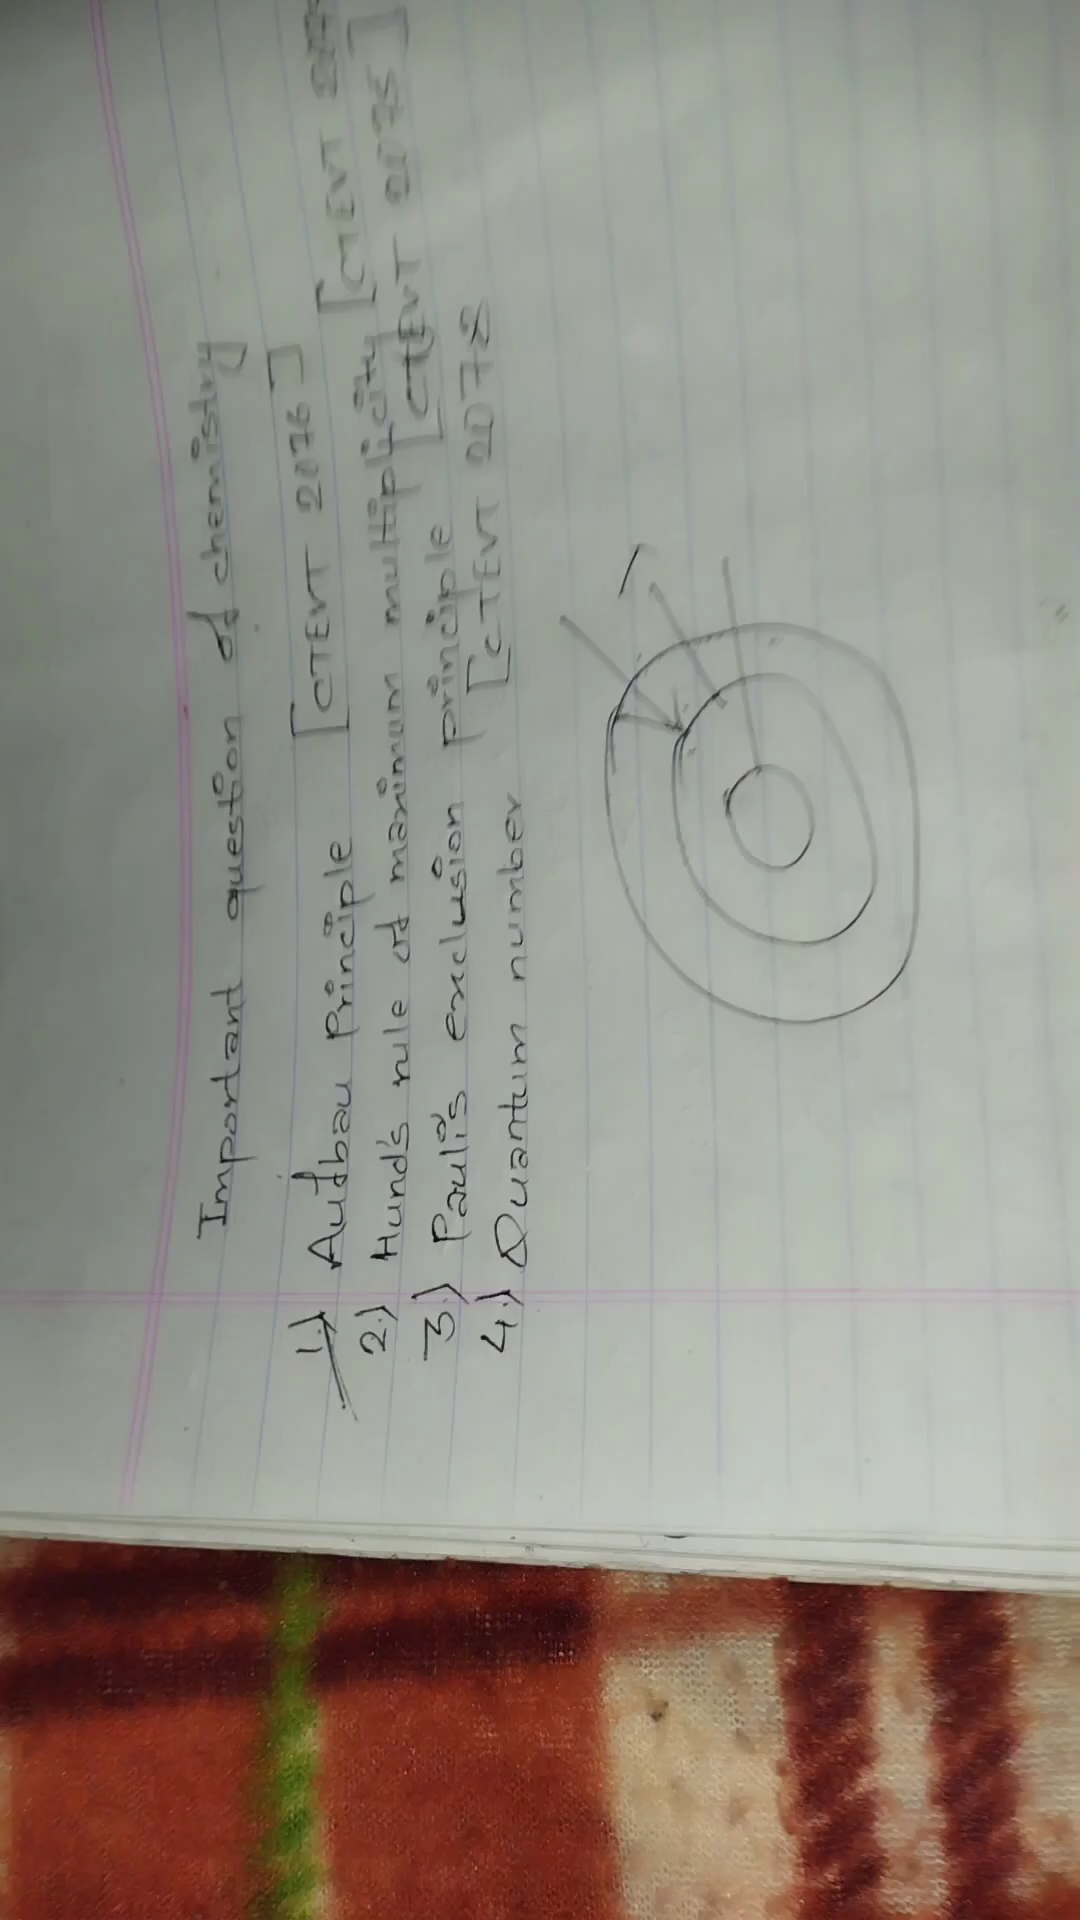 Important question of chemistry
1.) Aufbau Principle [CTEVT 2076]
2.) Hund's rule of maximum multiplicity [CTEVT
3.) Pauli's exclusion principle [CTEVT 2075]
4.) Quantum number [CTEVT 2078